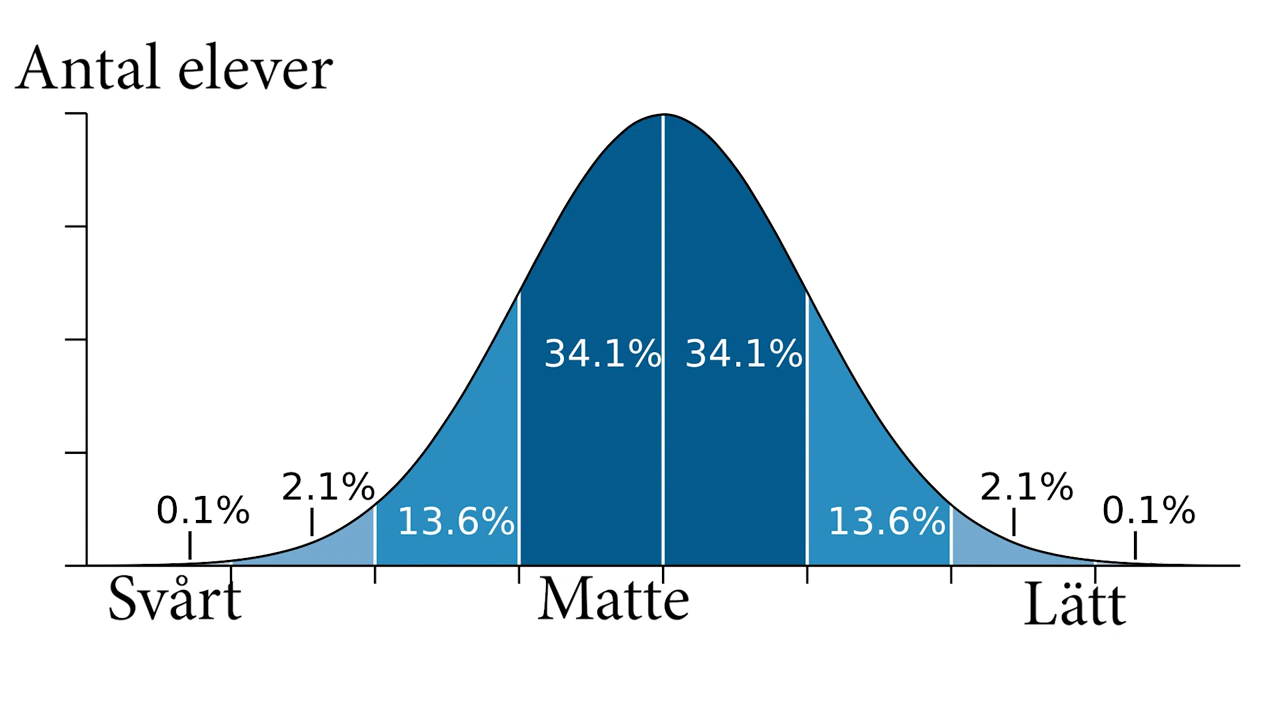 Antal elever
34.1% 34.1%
2.1% 2.1%
0.1% 0.1%
13.6% 13.6%
Svårt Matte Lätt